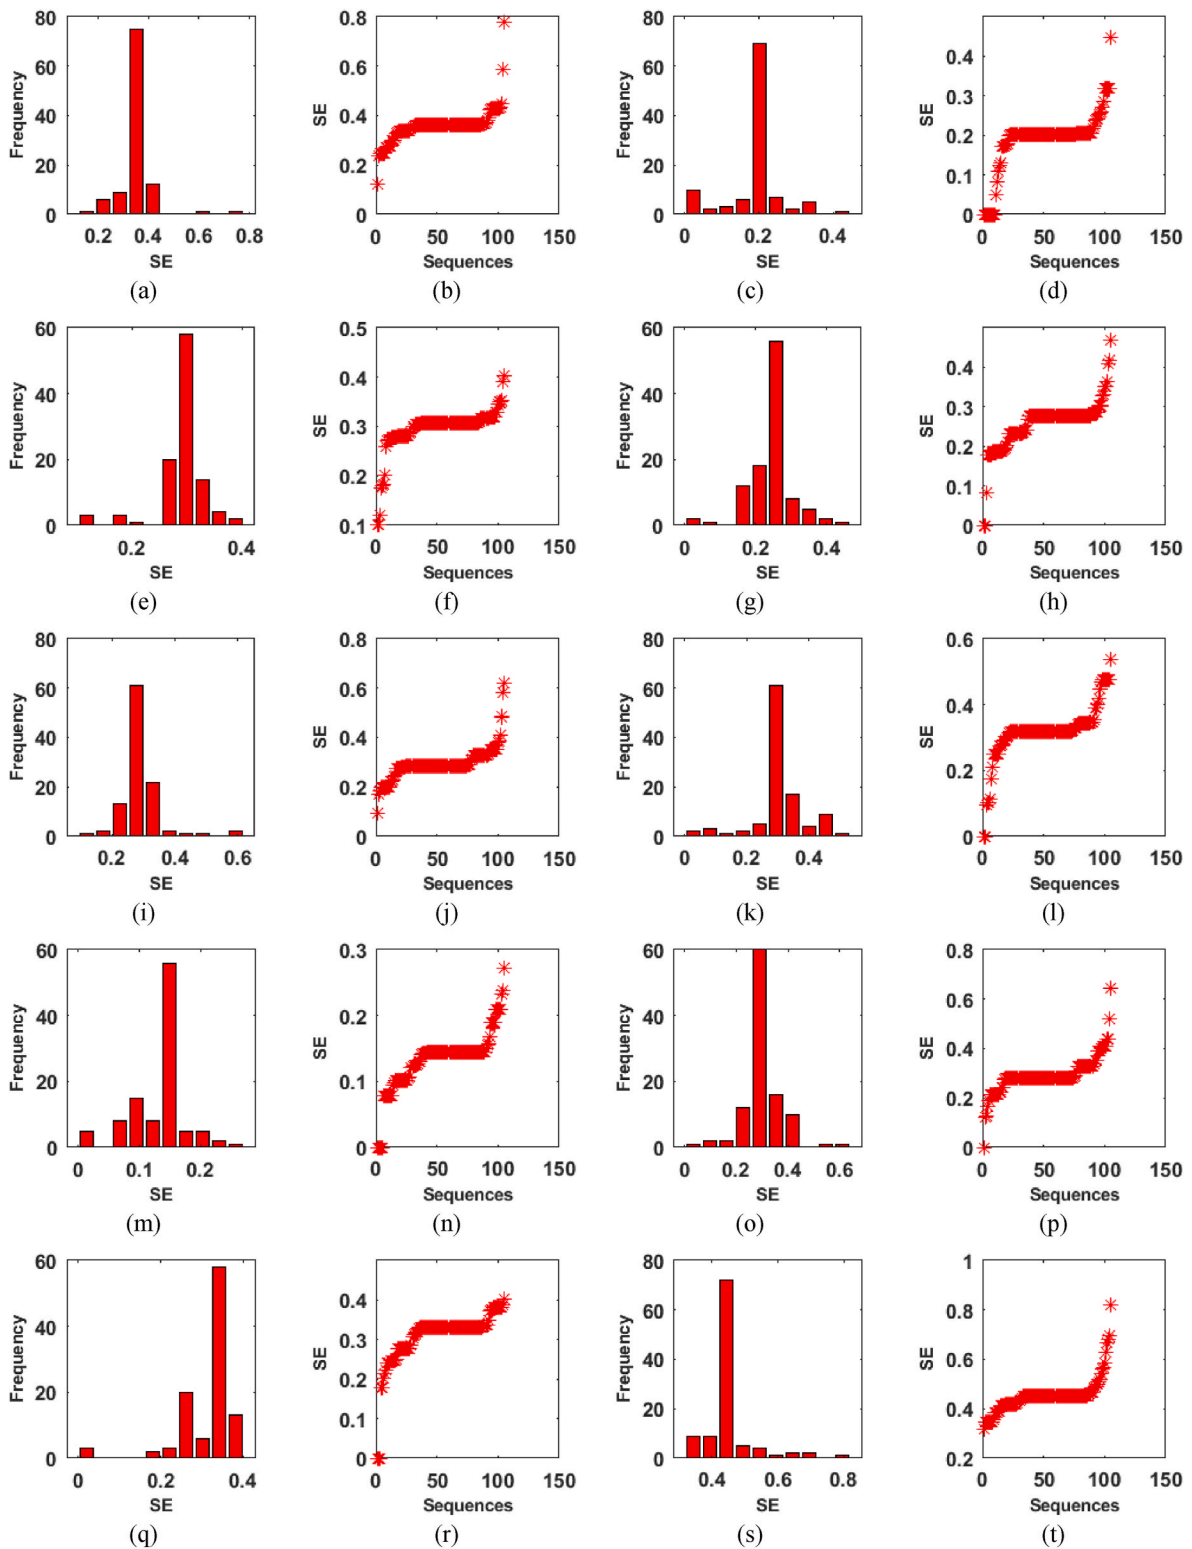 80
60
40
20
0
Frequency
0.2 0.4 0.6 0.8
SE
(a)
0.8
0.6
0.4
0.2
0
SE
0 50 100 150
Sequences
(b)
80
60
40
20
0
Frequency
0 0.2 0.4
SE
(c)
0.4
0.3
0.2
0.1
0
SE
0 50 100 150
Sequences
(d)
60
40
20
0
Frequency
0.2 0.4
SE
(e)
0.5
0.4
0.3
0.2
0.1
SE
0 50 100 150
Sequences
(f)
60
40
20
0
Frequency
0 0.2 0.4
SE
(g)
0.4
0.3
0.2
0.1
0
SE
0 50 100 150
Sequences
(h)
80
60
40
20
0
Frequency
0.2 0.4 0.6
SE
(i)
0.8
0.6
0.4
0.2
0
SE
0 50 100 150
Sequences
(j)
80
60
40
20
0
Frequency
0 0.2 0.4
SE
(k)
0.6
0.4
0.2
0
SE
0 50 100 150
Sequences
(l)
60
40
20
0
Frequency
0 0.1 0.2
SE
(m)
0.3
0.2
0.1
0
SE
0 50 100 150
Sequences
(n)
60
40
20
0
Frequency
0 0.2 0.4 0.6
SE
(o)
0.8
0.6
0.4
0.2
0
SE
0 50 100 150
Sequences
(p)
60
40
20
0
Frequency
0 0.2 0.4
SE
(q)
0.4
0.3
0.2
0.1
0
SE
0 50 100 150
Sequences
(r)
80
60
40
20
0
Frequency
0.4 0.6 0.8
SE
(s)
1
0.8
0.6
0.4
0.2
SE
0 50 100 150
Sequences
(t)